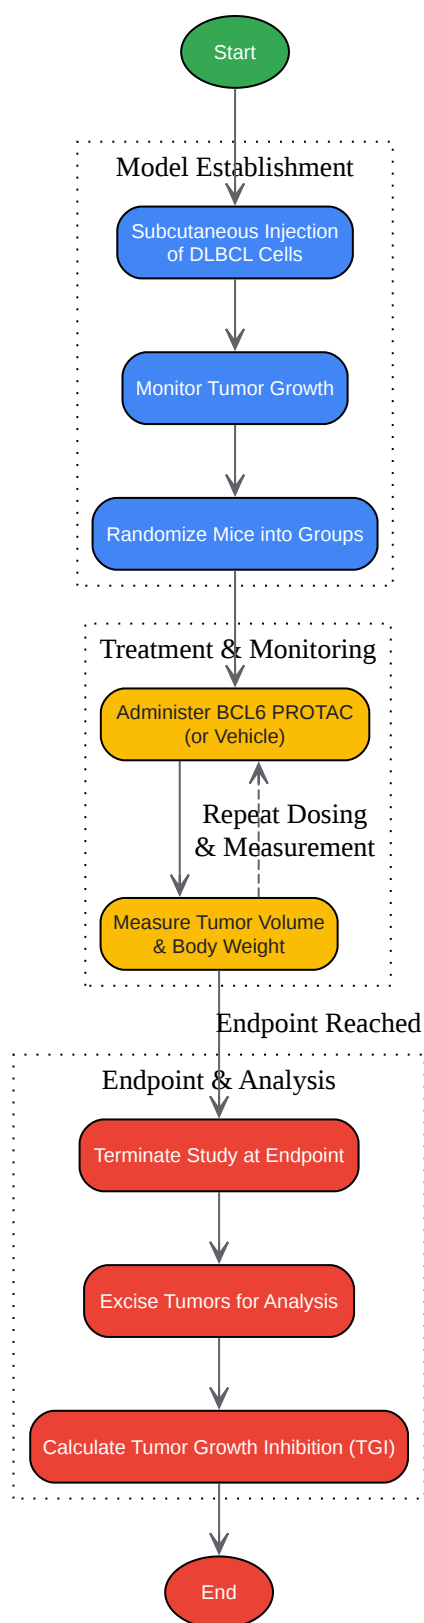 Start
Model Establishment
Subcutaneous Injection
of DLBCL Cells
Monitor Tumor Growth
Randomize Mice into Groups
Treatment & Monitoring
Administer BCL6 PROTAC
(or Vehicle)
Repeat Dosing
& Measurement
Measure Tumor Volume
& Body Weight
Endpoint Reached
Endpoint & Analysis
Terminate Study at Endpoint
Excise Tumors for Analysis
Calculate Tumor Growth Inhibition (TGI)
End